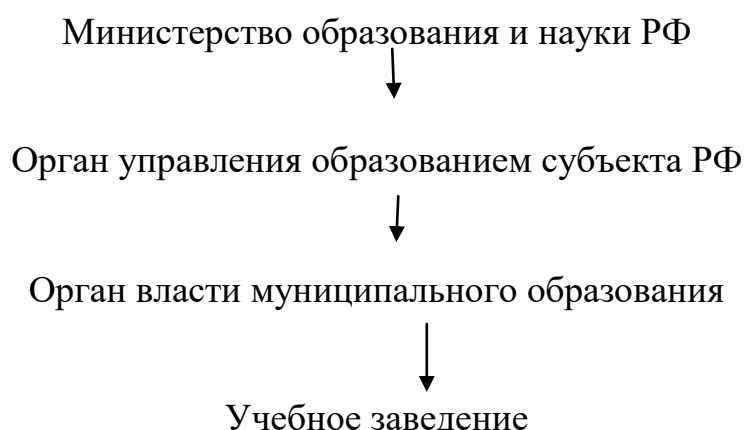 Министерство образования и науки РФ
Орган управления образованием субъекта РФ
Орган власти муниципального образования
Учебное заведение